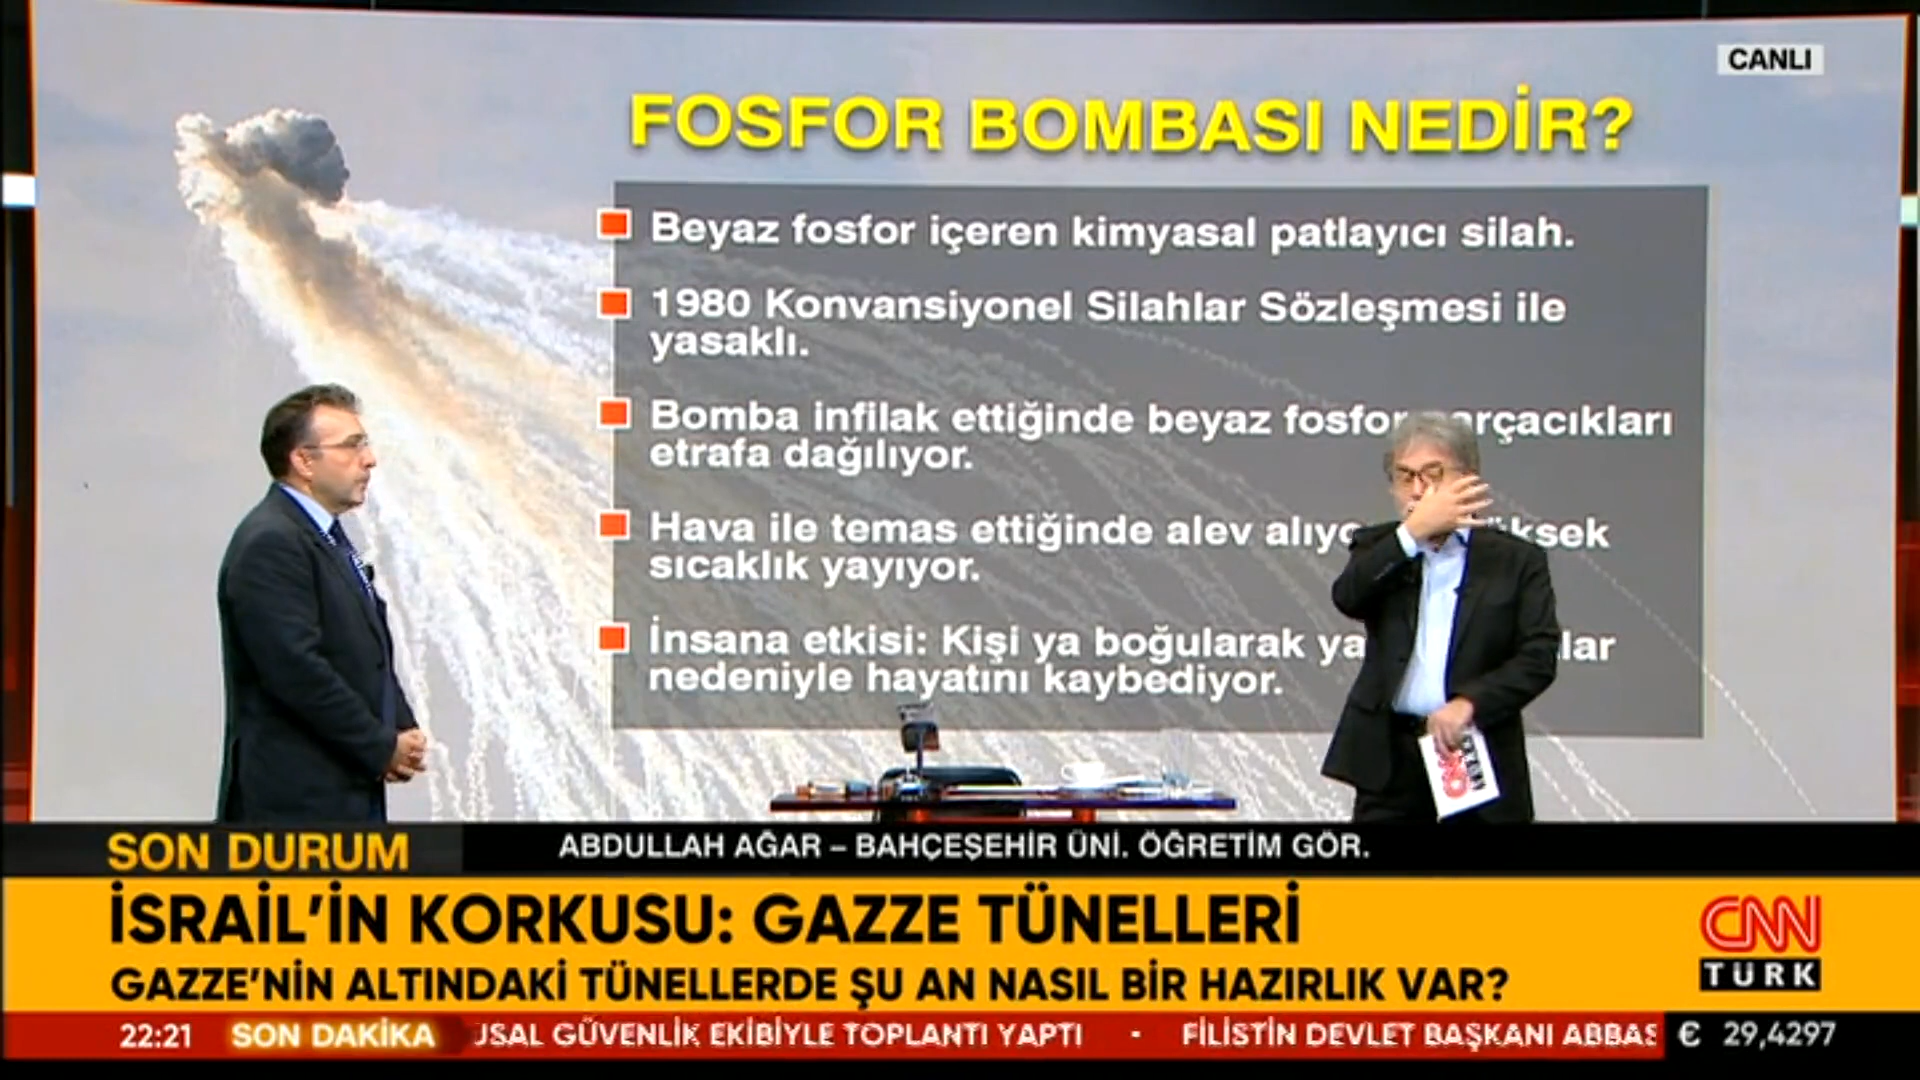 CANLI
FOSFOR BOMBASI NEDİR?
Beyaz fosfor içeren kimyasal patlayıcı silah.
1980 Konvansiyonel Silahlar Sözleşmesi ile
yasaklı.
Bomba infilak ettiğinde beyaz fosfor
etrafa dağılıyor.
Hava ile temas ettiğinde alev
sıcaklık yayıyor.
İnsana etkisi: Kişi ya boğularak
nedeniyle hayatını kaybediyor.
SON DURUM
ABDULLAH AĞAR – BAHÇEŞEHİR ÜNİ. ÖĞRETİM GÖR.
İSRAİL'İN KORKUSU: GAZZE TÜNELLERİ
GAZZE'NİN ALTINDAKİ TÜNELLERDE ŞU AN NASIL BİR HAZIRLIK VAR?
CNN
TÜRK
22:21 SON DAKİKA GÜVENLİK EKİBİYLE TOPLANTI YAPTI - FİLİSTİN DEVLET BAŞKANI ABBAS € 29,4297